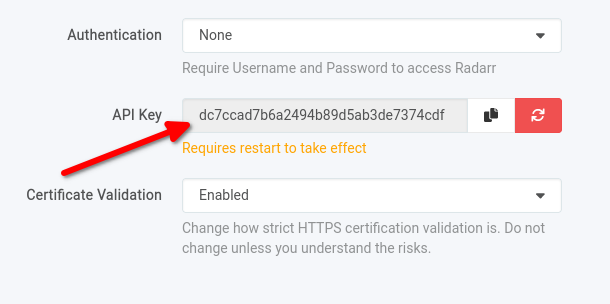 Authentication
None
Require Username and Password to access Radarr
API Key
dc7ccad7b6a2494b89d5ab3de7374cdf
Requires restart to take effect
Certificate Validation
Enabled
Change how strict HTTPS certification validation is. Do not
change unless you understand the risks.